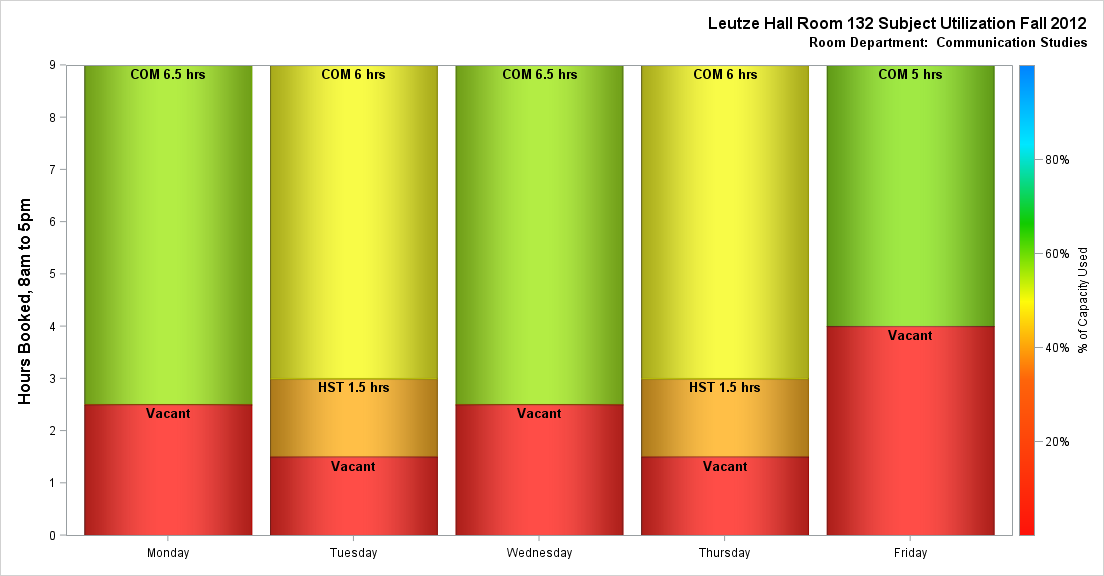 Leutze Hall Room 132 Subject Utilization Fall 2012
Room Department:  Communication Studies
Hours Booked, 8am to 5pm
9
8
7
6
5
4
3
2
1
0
COM 6.5 hrs
Vacant
COM 6 hrs
HST 1.5 hrs
Vacant
COM 6.5 hrs
Vacant
COM 6 hrs
HST 1.5 hrs
Vacant
COM 5 hrs
Vacant
Monday
Tuesday
Wednesday
Thursday
Friday
80%
60%
40%
20%
% of Capacity Used